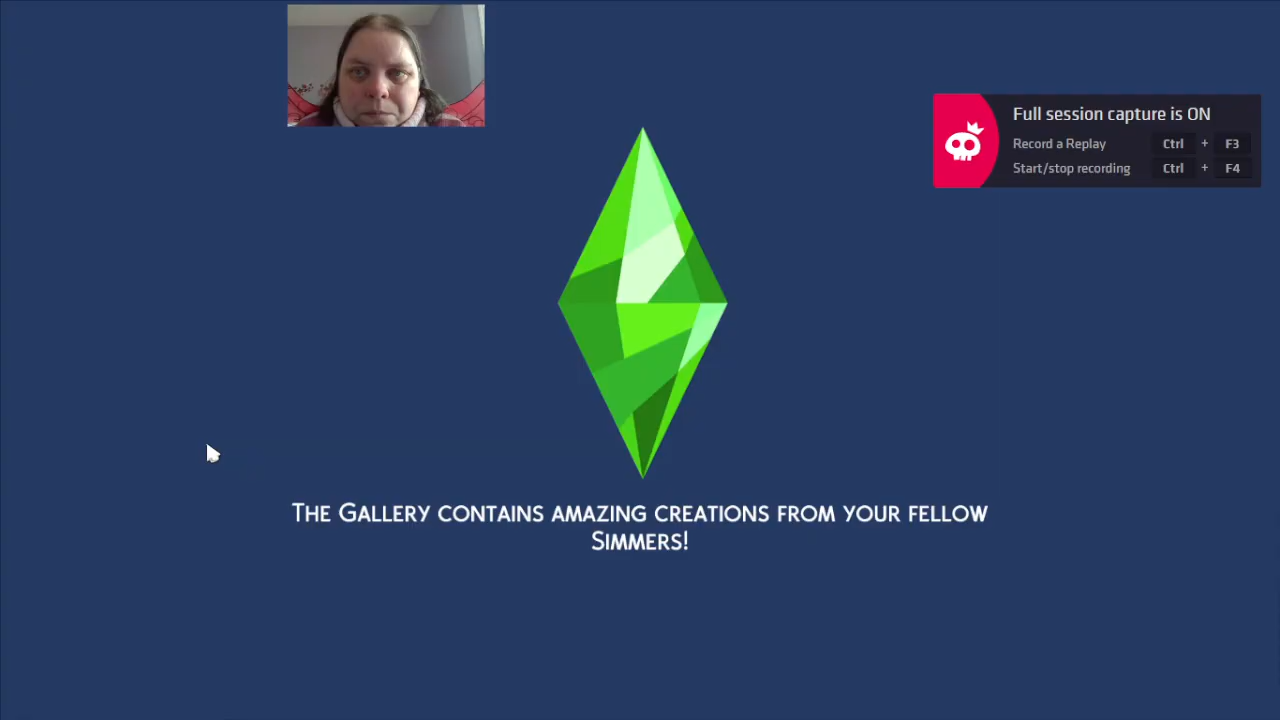 Full session capture is ON
Record a Replay Ctrl + F3
Start/stop recording Ctrl + F4
THE GALLERY CONTAINS AMAZING CREATIONS FROM YOUR FELLOW
SIMMERS!